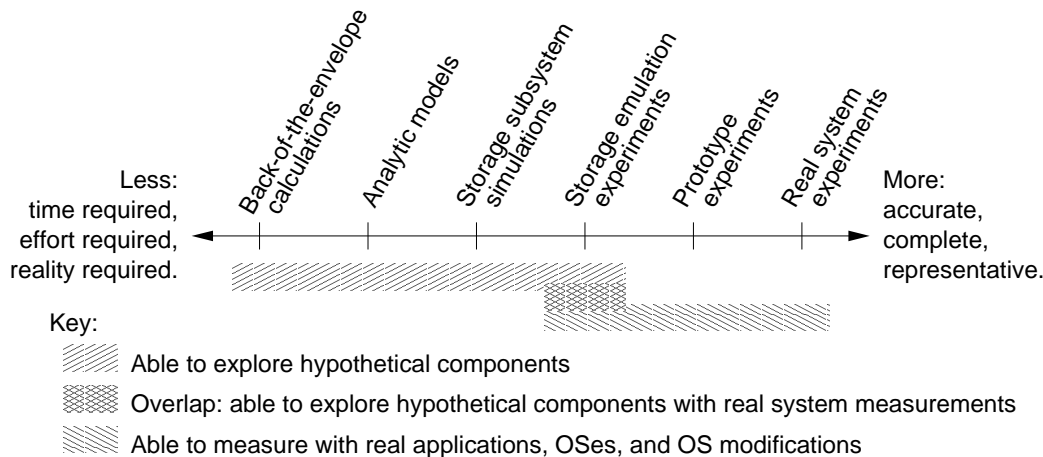 Back-of-the-envelope
calculations
Analytic models
Storage subsystem
simulations
Storage emulation
experiments
Prototype
experiments
Real system
experiments
Less:
time required,
effort required,
reality required.
More:
accurate,
complete,
representative.
Key:
Able to explore hypothetical components
Overlap: able to explore hypothetical components with real system measurements
Able to measure with real applications, OSes, and OS modifications